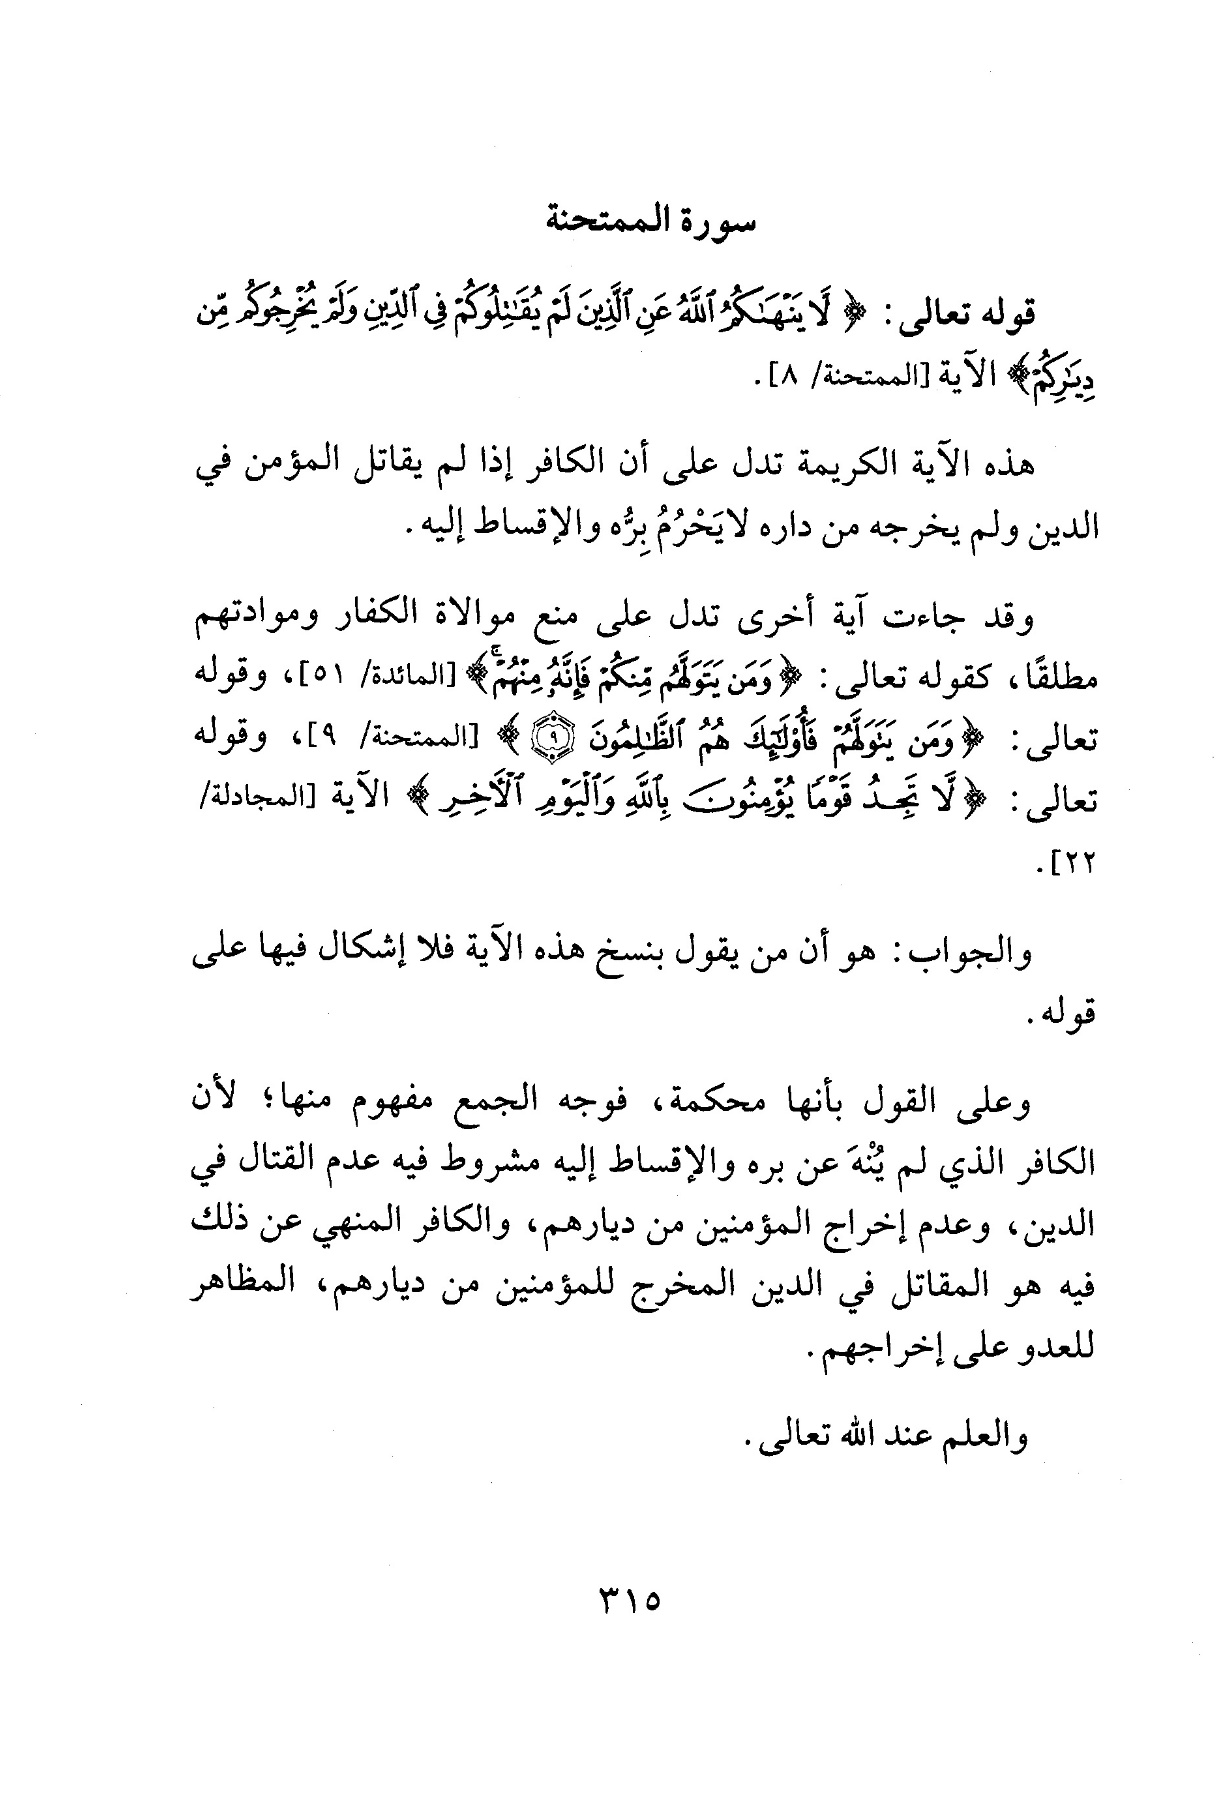 سورة الممتحنة
قوله تعالى: ﴿لَّا يَنْهَىٰكُمُ ٱللَّهُ عَنِ ٱلَّذِينَ لَمْ يُقَٰتِلُوكُمْ فِى ٱلدِّينِ وَلَمْ يُخْرِجُوكُم مِّن
دِيَٰرِكُمْ﴾ الآية [الممتحنة/ ٨].
هذه الآية الكريمة تدل على أن الكافر إذا لم يقاتل المؤمن في
الدين ولم يخرجه من داره لا يَحْرُمُ بِرُّه والإقساط إليه.
وقد جاءت آية أخرى تدل على منع موالاة الكفار وموادتهم
مطلقًا، كقوله تعالى: ﴿وَمَن يَتَوَلَّهُم مِّنكُمْ فَإِنَّهُۥ مِنْهُمْ ۗ﴾ [المائدة/ ٥١]، وقوله
تعالى: ﴿وَمَن يَتَوَلَّهُمْ فَأُو۟لَٰٓئِكَ هُمُ ٱلظَّٰلِمُونَ ٩﴾ [الممتحنة/ ٩]، وقوله
تعالى: ﴿لَّا تَجِدُ قَوْمًا يُؤْمِنُونَ بِٱللَّهِ وَٱلْيَوْمِ ٱلْأَخِرِ﴾ الآية [المجادلة/
٢٢].
والجواب: هو أن من يقول بنسخ هذه الآية فلا إشكال فيها على
قوله.
وعلى القول بأنها محكمة، فوجه الجمع مفهوم منها؛ لأن
الكافر الذي لم يُنْهَ عن بره والإقساط إليه مشروط فيه عدم القتال في
الدين، وعدم إخراج المؤمنين من ديارهم، والكافر المنهي عن ذلك
فيه هو المقاتل في الدين المخرج للمؤمنين من ديارهم، المظاهر
للعدو على إخراجهم.
والعلم عند الله تعالى.
٣١٥